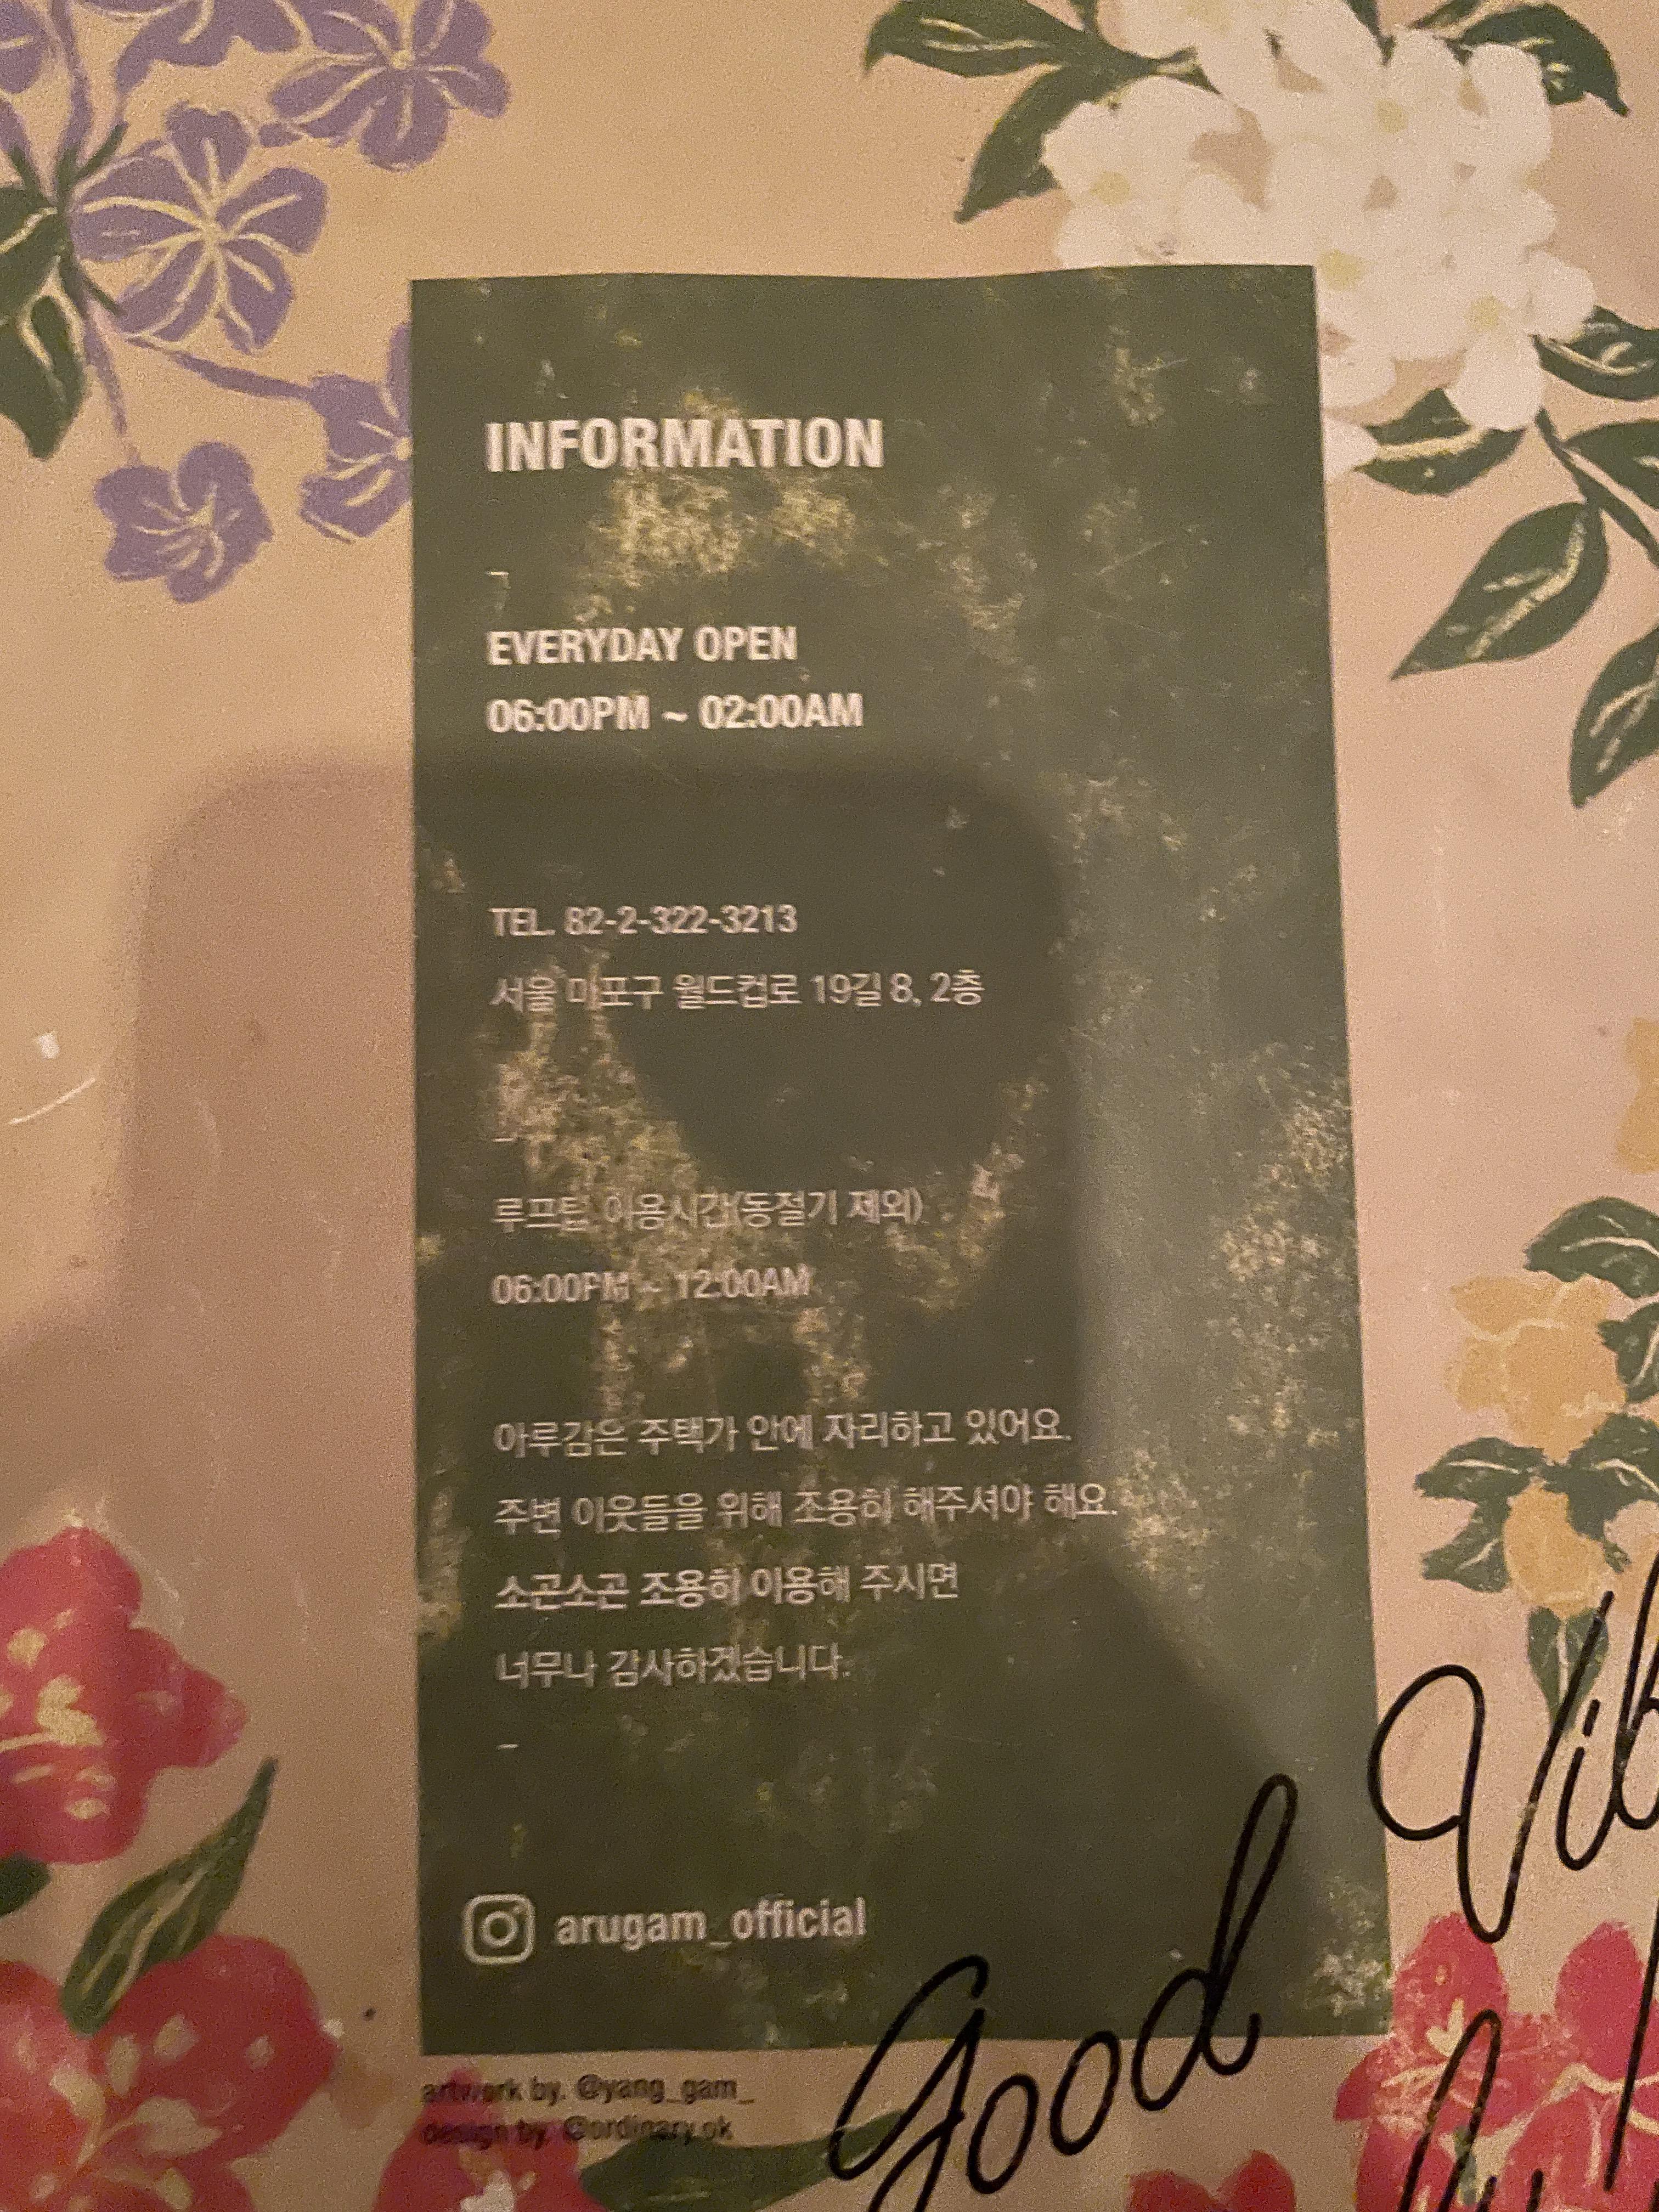 INFORMATION
EVERYDAY OPEN
06:00PM ~ 02:00AM
TEL. 82-2-322-3213
서울 마포구 월드컵로 19길 8, 2층
루프탑 이용시간(동절기 제외)
06:00PM ~ 12:00AM
아루감은 주택가 안에 자리하고 있어요.
주변 이웃들을 위해 조용히 해주셔야 해요.
소곤소곤 조용히 이용해 주시면
너무나 감사하겠습니다.
arugam_official
artwork by. @yang_gam_
design by. @ordinary.ok
Good